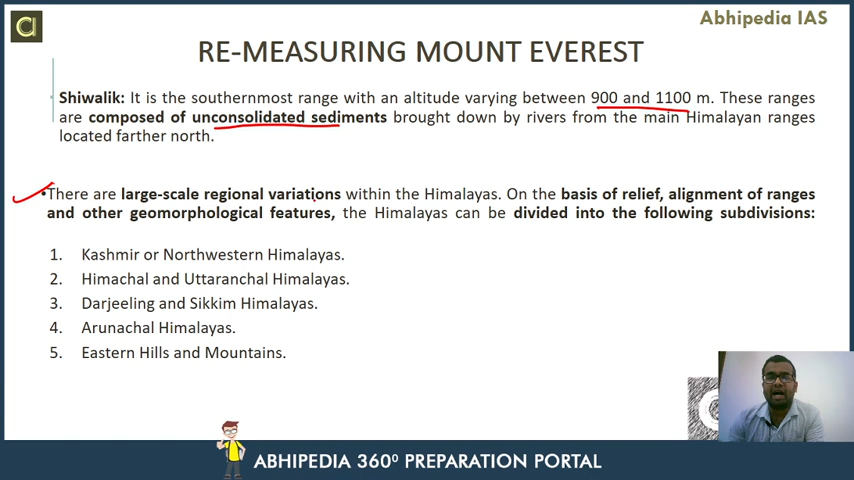 Abhipedia IAS
RE-MEASURING MOUNT EVEREST
Shiwalik: It is the southernmost range with an altitude varying between 900 and 1100 m. These ranges
are composed of unconsolidated sediments brought down by rivers from the main Himalayan ranges
located farther north.
•There are large-scale regional variations within the Himalayas. On the basis of relief, alignment of ranges
and other geomorphological features, the Himalayas can be divided into the following subdivisions:
1. Kashmir or Northwestern Himalayas.
2. Himachal and Uttaranchal Himalayas.
3. Darjeeling and Sikkim Himalayas.
4. Arunachal Himalayas.
5. Eastern Hills and Mountains.
ABHIPEDIA 360⁰ PREPARATION PORTAL